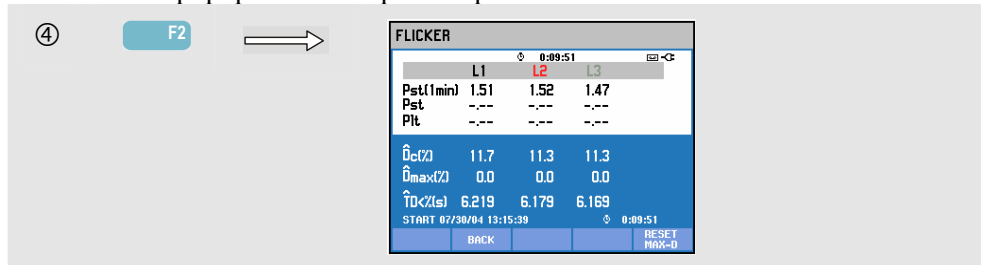 ④ F2
FLICKER
0:09:51
L1 L2 L3
Pst(1min) 1.51 1.52 1.47
Pst -.-- -.-- -.--
Plt -.-- -.-- -.--
D̂c(%) 11.7 11.3 11.3
D̂max(%) 0.0 0.0 0.0
T̂D<%(s) 6.219 6.179 6.169
START 07/30/04 13:15:39 0:09:51
BACK RESET MAX-D